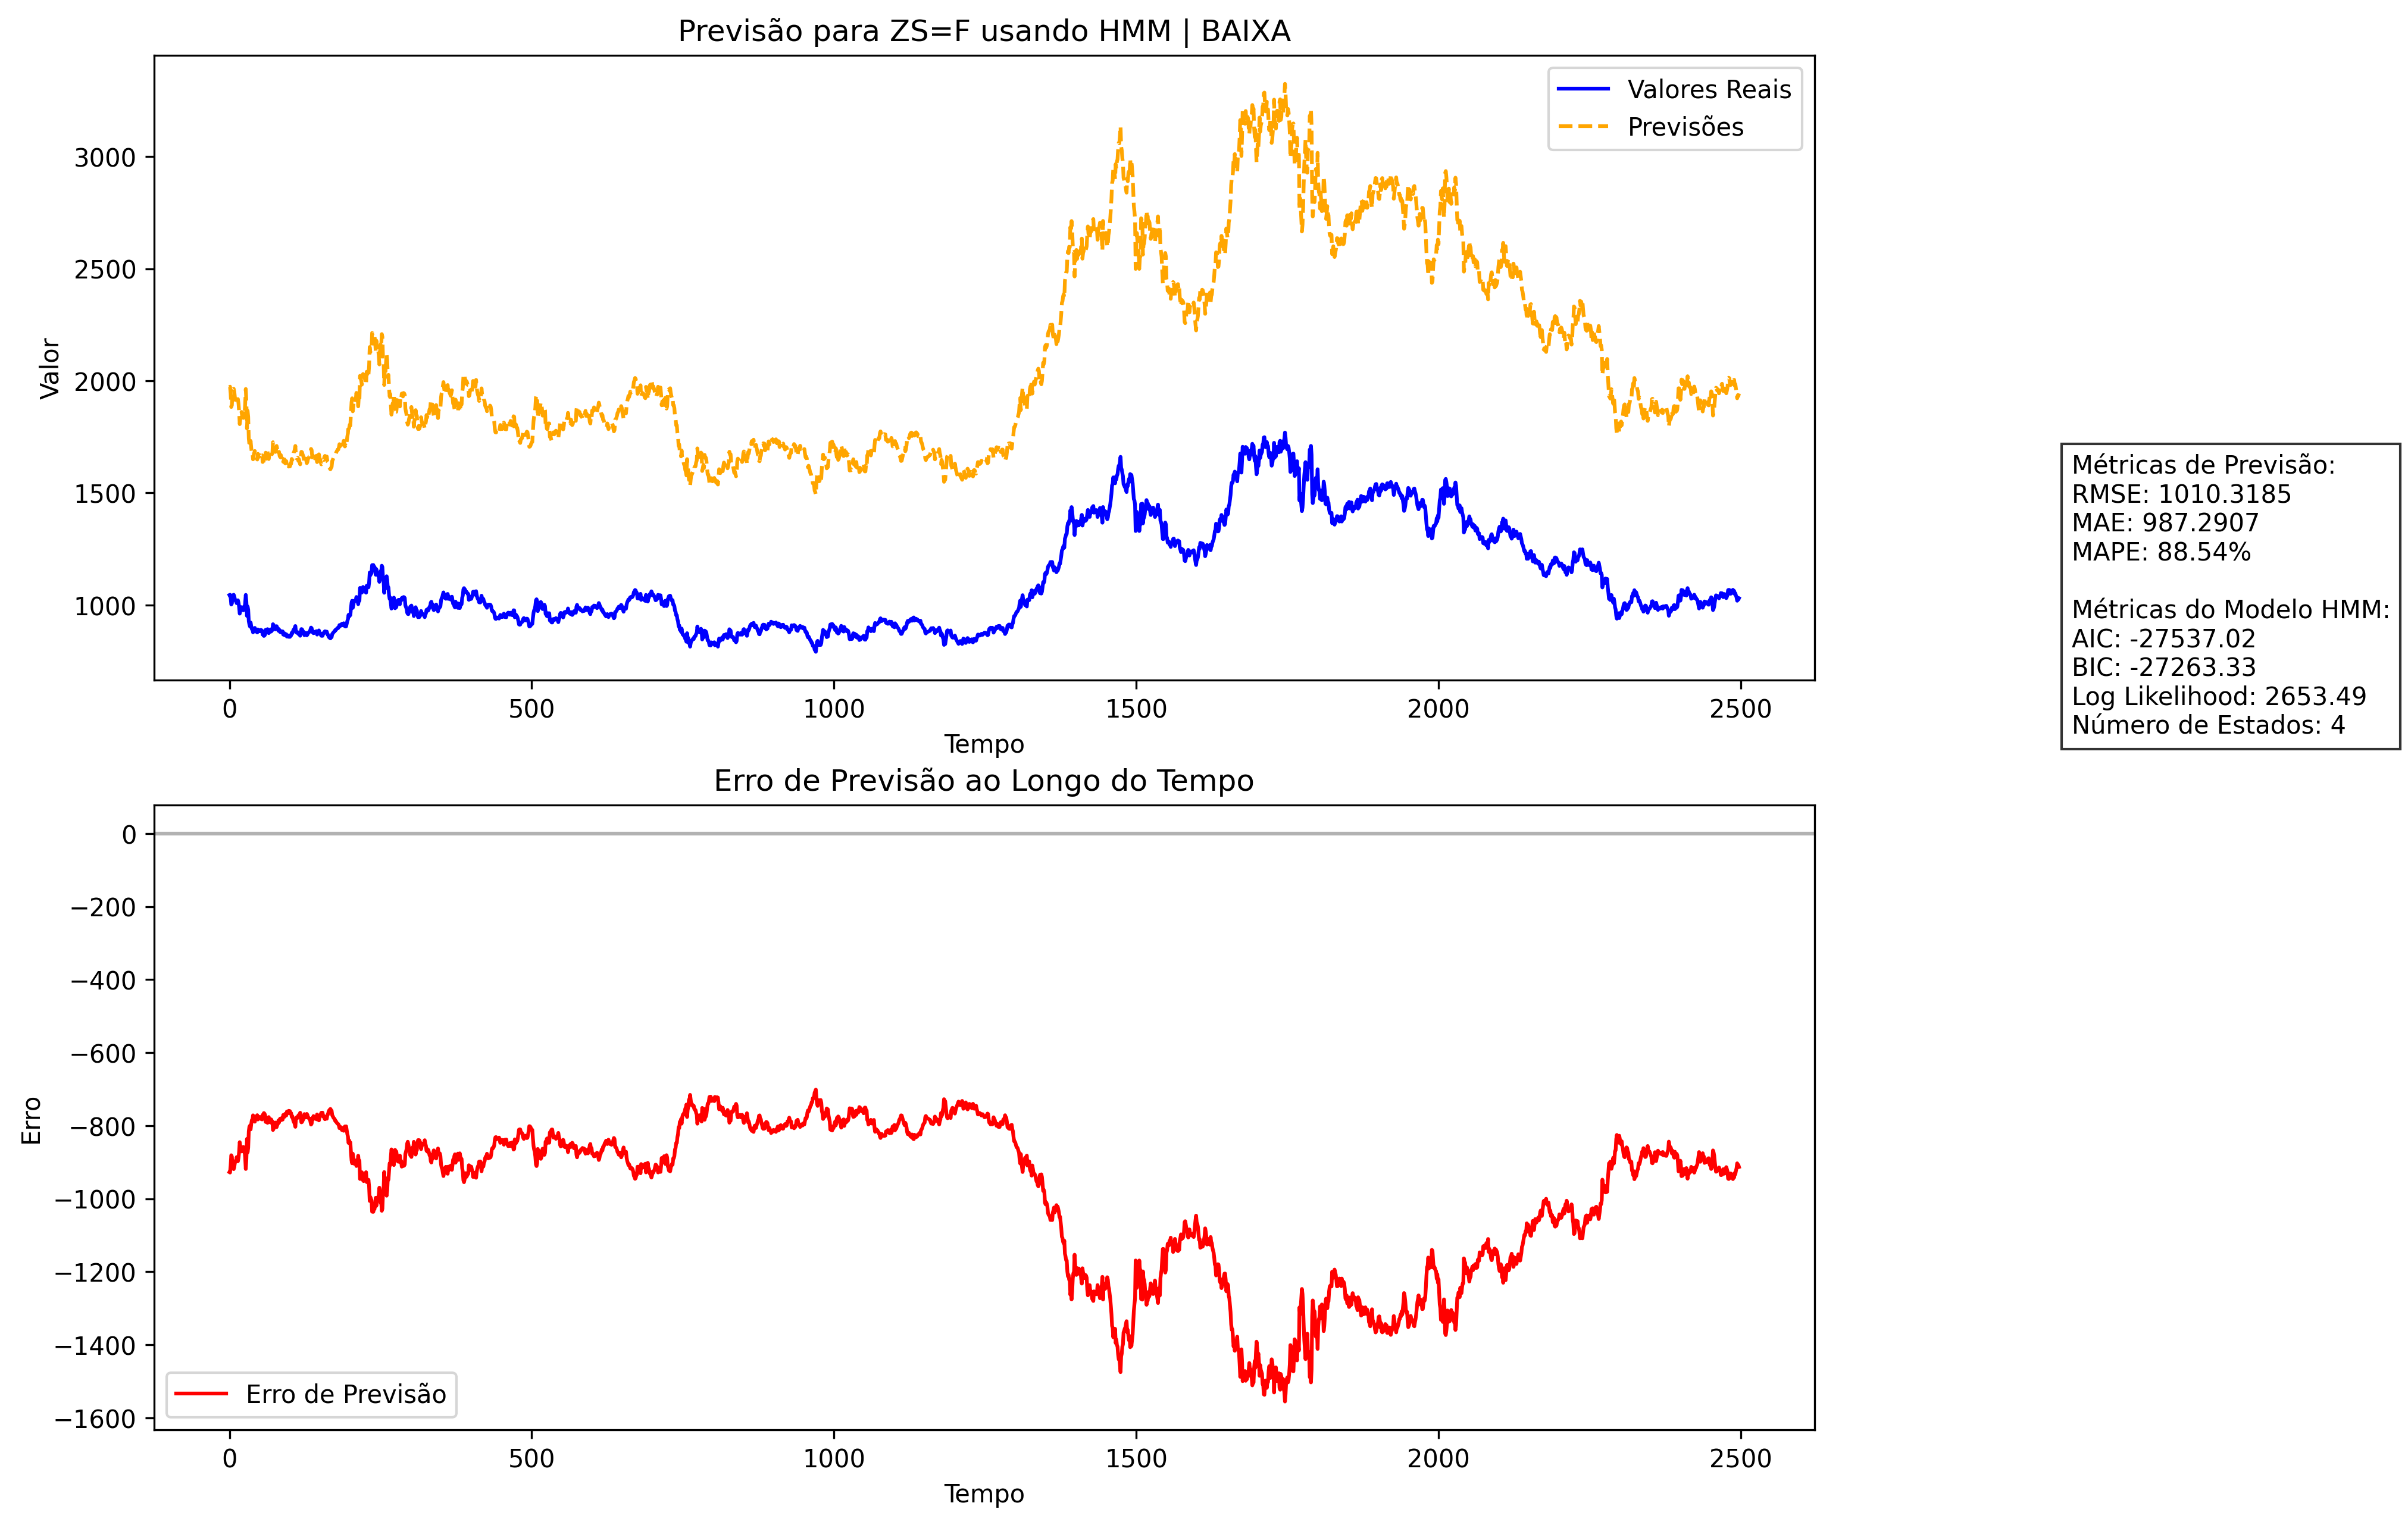 Previsão para ZS=F usando HMM | BAIXA
Valores Reais
Previsões
Valor
3000
2500
2000
1500
1000
0
500
1000
1500
2000
2500
Tempo
Métricas de Previsão:
RMSE: 1010.3185
MAE: 987.2907
MAPE: 88.54%
Métricas do Modelo HMM:
AIC: -27537.02
BIC: -27263.33
Log Likelihood: 2653.49
Número de Estados: 4
Erro de Previsão ao Longo do Tempo
Erro
0
−200
−400
−600
−800
−1000
−1200
−1400
−1600
Erro de Previsão
0
500
1000
1500
2000
2500
Tempo